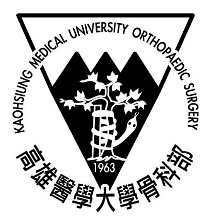 KAOHSIUNG MEDICAL UNIVERSITY ORTHOPAEDIC SURGERY
1963
高雄醫學大學骨科部